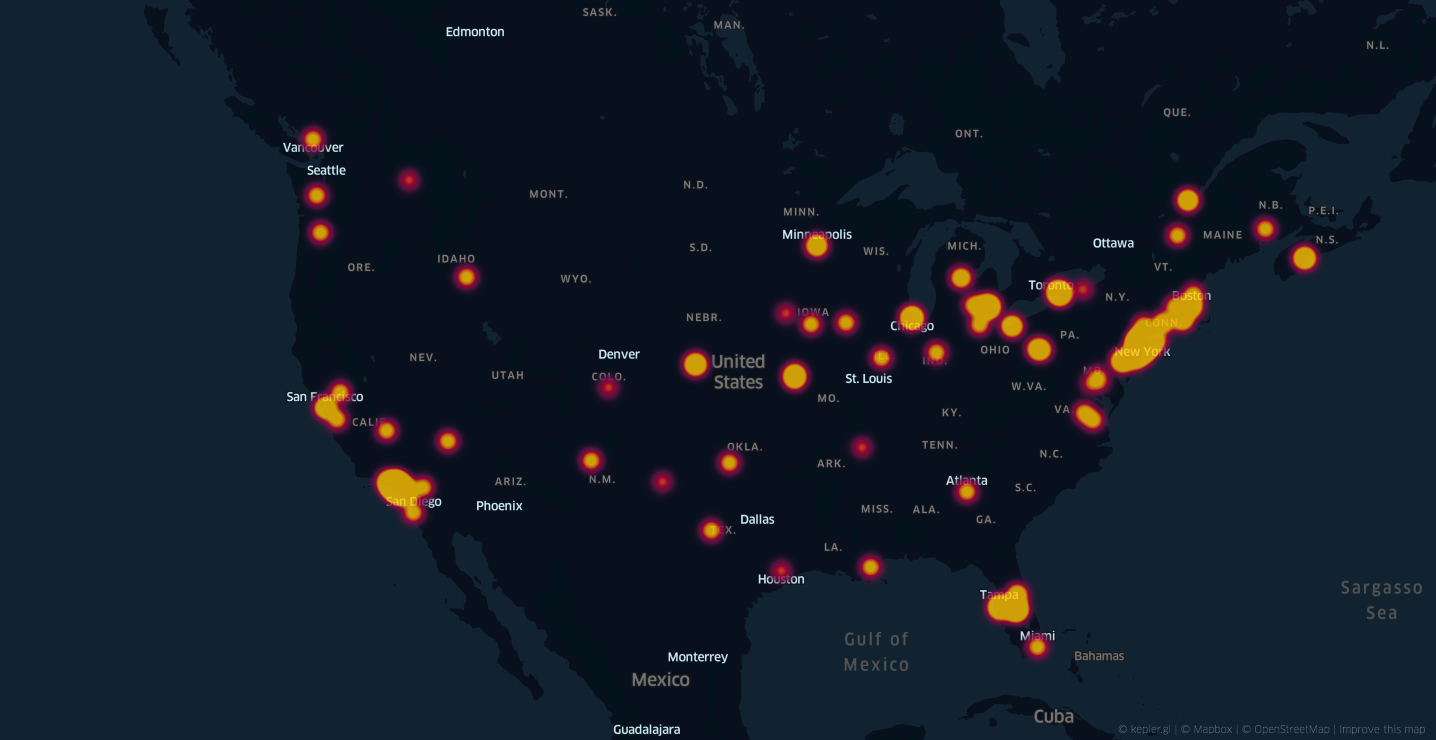 SASK.
MAN.
Edmonton
N.L.
QUE.
ONT.
Vancouver
Seattle
MONT.
N.D.
MINN.
N.B.
P.E.I.
Minneapolis
MAINE
N.S.
Ottawa
S.D.
WIS.
MICH.
IDAHO
ORE.
WYO.
VT.
Toronto
N.Y.
Boston
IOWA
NEBR.
Chicago
CONN.
PA.
OHIO
New York
NEV.
Denver
United
States
ILL.
IND.
UTAH
COLO.
St. Louis
MD.
W.VA.
San Francisco
MO.
KY.
VA.
CALIF.
OKLA.
TENN.
N.C.
ARK.
ARIZ.
N.M.
Atlanta
S.C.
San Diego
Phoenix
MISS.
ALA.
GA.
Dallas
TEX.
LA.
Houston
Tampa
Sargasso
Sea
Miami
Gulf of
Mexico
Bahamas
Monterrey
Mexico
Cuba
Guadalajara
© kepler.gl | © Mapbox | © OpenStreetMap | Improve this map